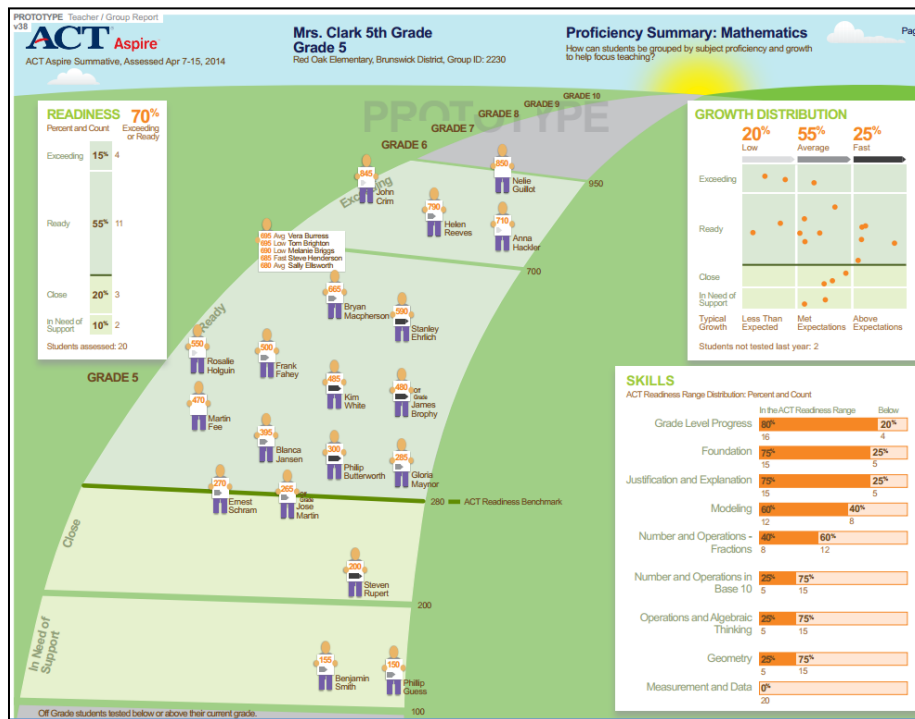 PROTOTYPE Teacher / Group Report
v38
ACT Aspire
ACT Aspire Summative, Assessed Apr 7-15, 2014
Mrs. Clark 5th Grade
Grade 5
Red Oak Elementary, Brunswick District, Group ID: 2230
Proficiency Summary: Mathematics
How can students be grouped by subject proficiency and growth
to help focus teaching?
Pag
READINESS 70%
Percent and Count Exceeding
or Ready
Exceeding 15% 4
Ready 55% 11
Close 20% 3
In Need of
Support 10% 2
Students assessed: 20
PROTOTYPE
GRADE 10
GRADE 9
GRADE 8
GRADE 7
GRADE 6
GRADE 5
Exceeding
Ready
Close
In Need of
Support
845
John
Crim
850
Nelie
Guillot
950
790
Helen
Reeves
710
Anna
Hackler
695 Avg Vera Burress
695 Low Tom Brighton
690 Low Melanie Briggs
685 Fast Steve Henderson
680 Avg Sally Ellsworth
700
665
Bryan
Macpherson
590
Stanley
Ehrlich
550
Rosalie
Holguin
500
Frank
Fahey
485
Kim
White
480
Off
Grade
James
Brophy
470
Martin
Fee
395
Blanca
Jansen
300
Philip
Butterworth
285
Gloria
Maynor
270
Ernest
Schram
265
Off
Grade
Jose
Martin
280 ACT Readiness Benchmark
200
Steven
Rupert
200
155
Benjamin
Smith
150
Phillip
Guess
100
Off Grade students tested below or above their current grade.
GROWTH DISTRIBUTION
20% 55% 25%
Low Average Fast
Exceeding
Ready
Close
In Need of
Support
Typical Less Than Met Above
Growth Expected Expectations Expectations
Students not tested last year: 2
SKILLS
ACT Readiness Range Distribution: Percent and Count
In the ACT Readiness Range Below
Grade Level Progress 80% 20%
16 4
Foundation 75% 25%
15 5
Justification and Explanation 75% 25%
15 5
Modeling 60% 40%
12 8
Number and Operations - 40% 60%
Fractions 8 12
Number and Operations in 25% 75%
Base 10 5 15
Operations and Algebraic 25% 75%
Thinking 5 15
Geometry 25% 75%
5 15
Measurement and Data 0%
20